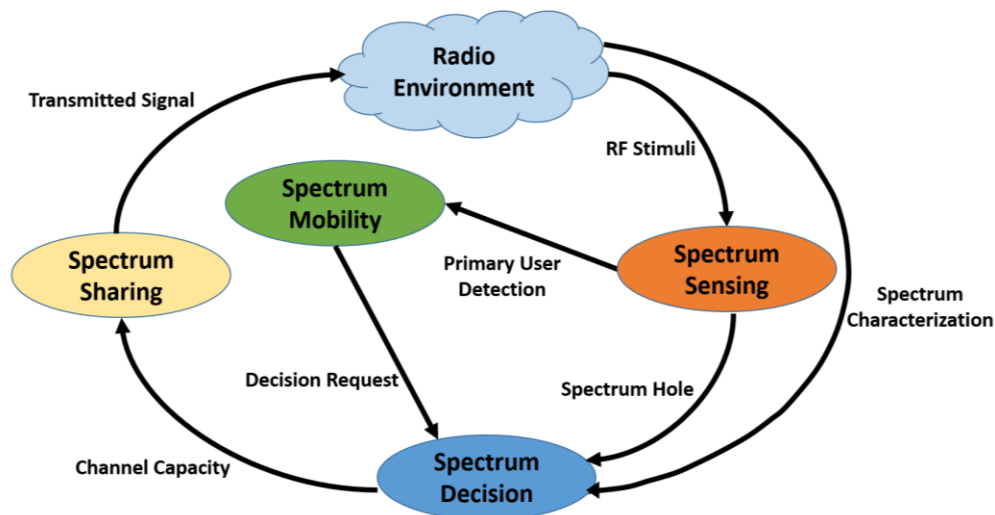 Radio
Environment
Transmitted Signal
RF Stimuli
Spectrum
Mobility
Spectrum
Sharing
Primary User
Detection
Spectrum
Sensing
Spectrum
Characterization
Decision Request
Spectrum Hole
Channel Capacity
Spectrum
Decision